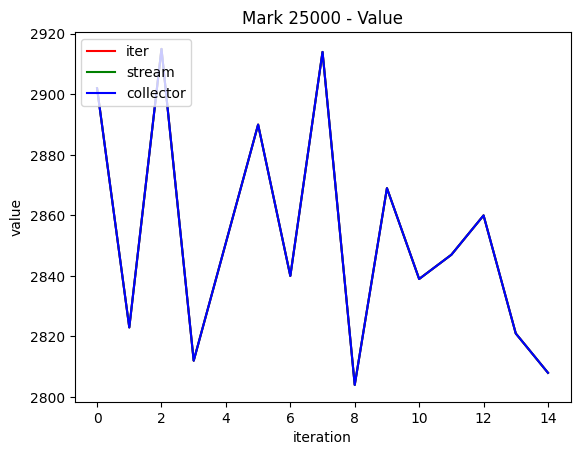 Mark 25000 - Value
iter
stream
collector
value
2920
2900
2880
2860
2840
2820
2800
0 2 4 6 8 10 12 14
iteration